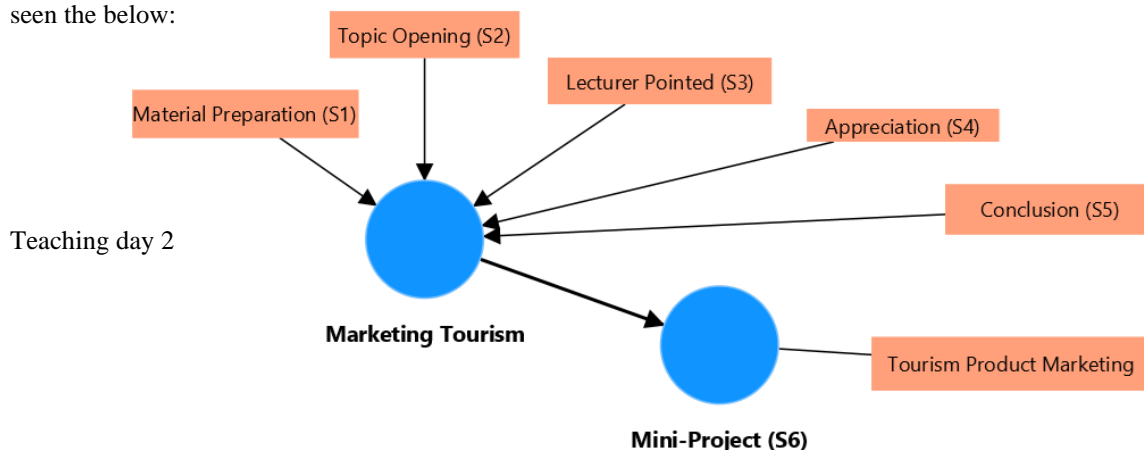 seen the below:
Topic Opening (S2)
Lecturer Pointed (S3)
Material Preparation (S1)
Appreciation (S4)
Conclusion (S5)
Teaching day 2
Marketing Tourism
Tourism Product Marketing
Mini-Project (S6)